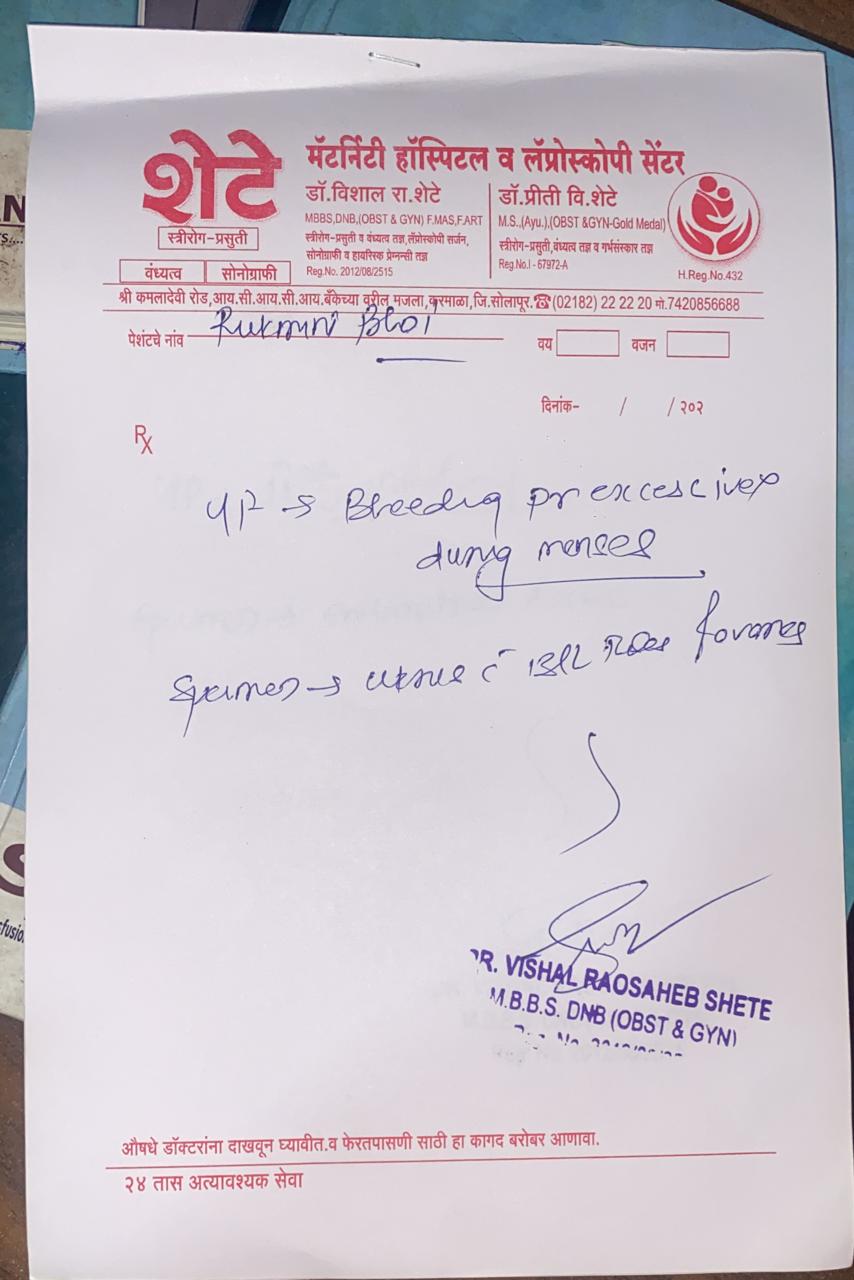 शेटे
स्त्रीरोग-प्रसुती
वंध्यत्व सोनोग्राफी
मॅटर्निटी हॉस्पिटल व लॅप्रोस्कोपी सेंटर
डॉ.विशाल रा.शेटे
MBBS,DNB,(OBST & GYN) F.MAS,F.ART
स्त्रीरोग-प्रसुती व वंध्यत्व तज्ञ,लॅप्रोस्कोपी सर्जन,
सोनोग्राफी व हायरिस्क प्रेग्नन्सी तज्ञ
Reg.No. 2012/08/2515
डॉ.प्रीती वि.शेटे
M.S.,(Ayu.),(OBST &GYN-Gold Medal)
स्त्रीरोग-प्रसुती,वंध्यत्व तज्ञ व गर्भसंस्कार तज्ञ
Reg.No.I - 67972-A
H.Reg.No.432
श्री कमलादेवी रोड,आय.सी.आय.सी.आय.बँकेच्या वरील मजला,करमाळा,जि.सोलापूर.☎(02182) 22 22 20 मो.7420856688
पेशंटचे नांव Rukmini Bhoi वय वजन
दिनांक- / / २०२
Rx
Bleeding pr excessive
during menses
Specimen → uterus c̄
DR. VISHAL RAOSAHEB SHETE
M.B.B.S. DNB (OBST & GYN)
औषधे डॉक्टरांना दाखवून घ्यावीत.व फेरतपासणी साठी हा कागद बरोबर आणावा.
२४ तास अत्यावश्यक सेवा